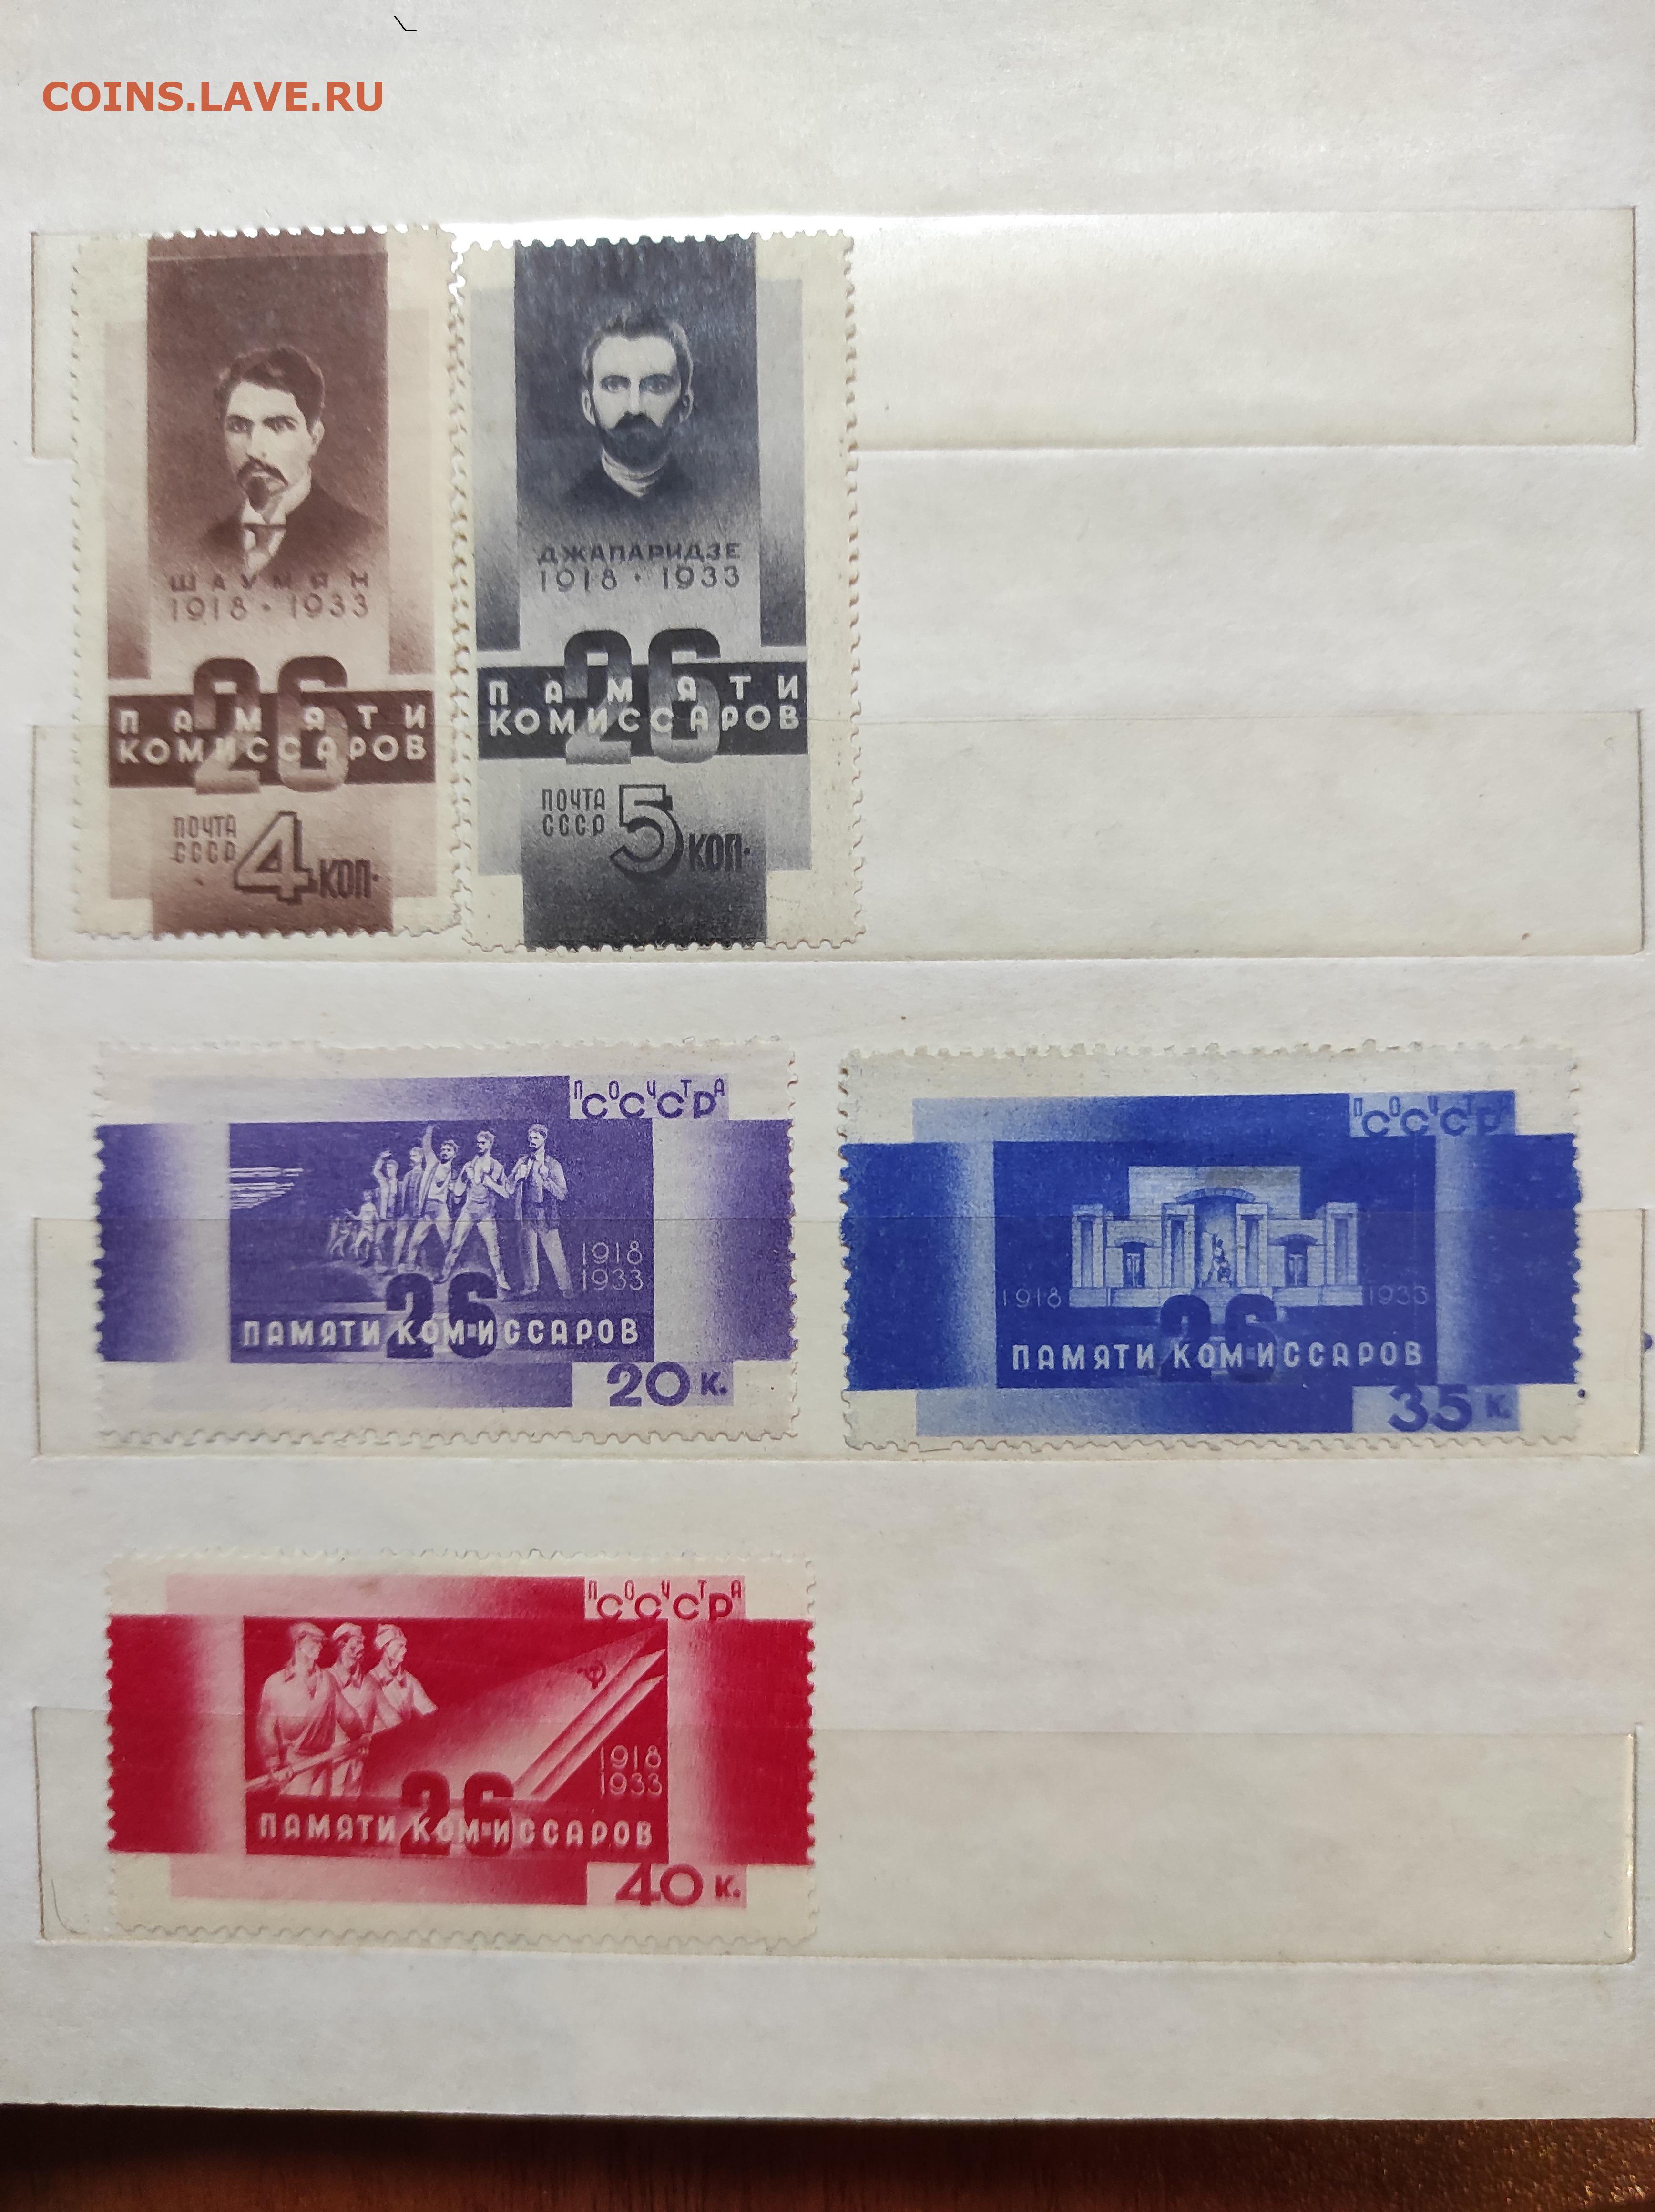 COINS.LAVE.RU
ШАУМЯН
1918 · 1933
26
ПАМЯТИ
КОМИССАРОВ
ПОЧТА
СССР
4 КОП.
ДЖАПАРИДЗЕ
1918 · 1933
26
ПАМЯТИ
КОМИССАРОВ
ПОЧТА
СССР
5 КОП.
ПОЧТА
СССР
1918
1933
26
ПАМЯТИ КОМИССАРОВ
20 к.
ПОЧТА
СССР
1918 1933
26
ПАМЯТИ КОМИССАРОВ
35 к.
ПОЧТА
СССР
1918
1933
26
ПАМЯТИ КОМИССАРОВ
40 к.